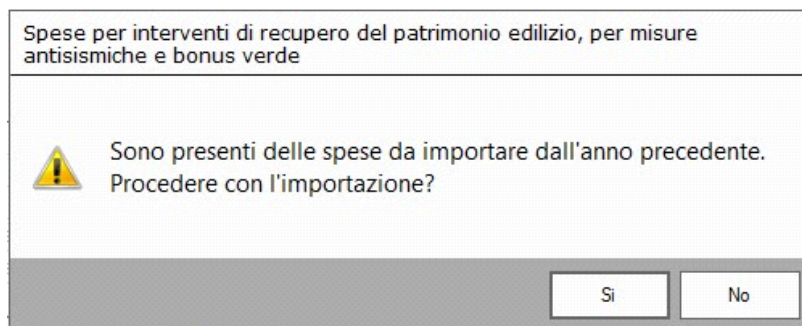 Spese per interventi di recupero del patrimonio edilizio, per misure
antisismiche e bonus verde
Sono presenti delle spese da importare dall'anno precedente.
Procedere con l'importazione?
Si
No